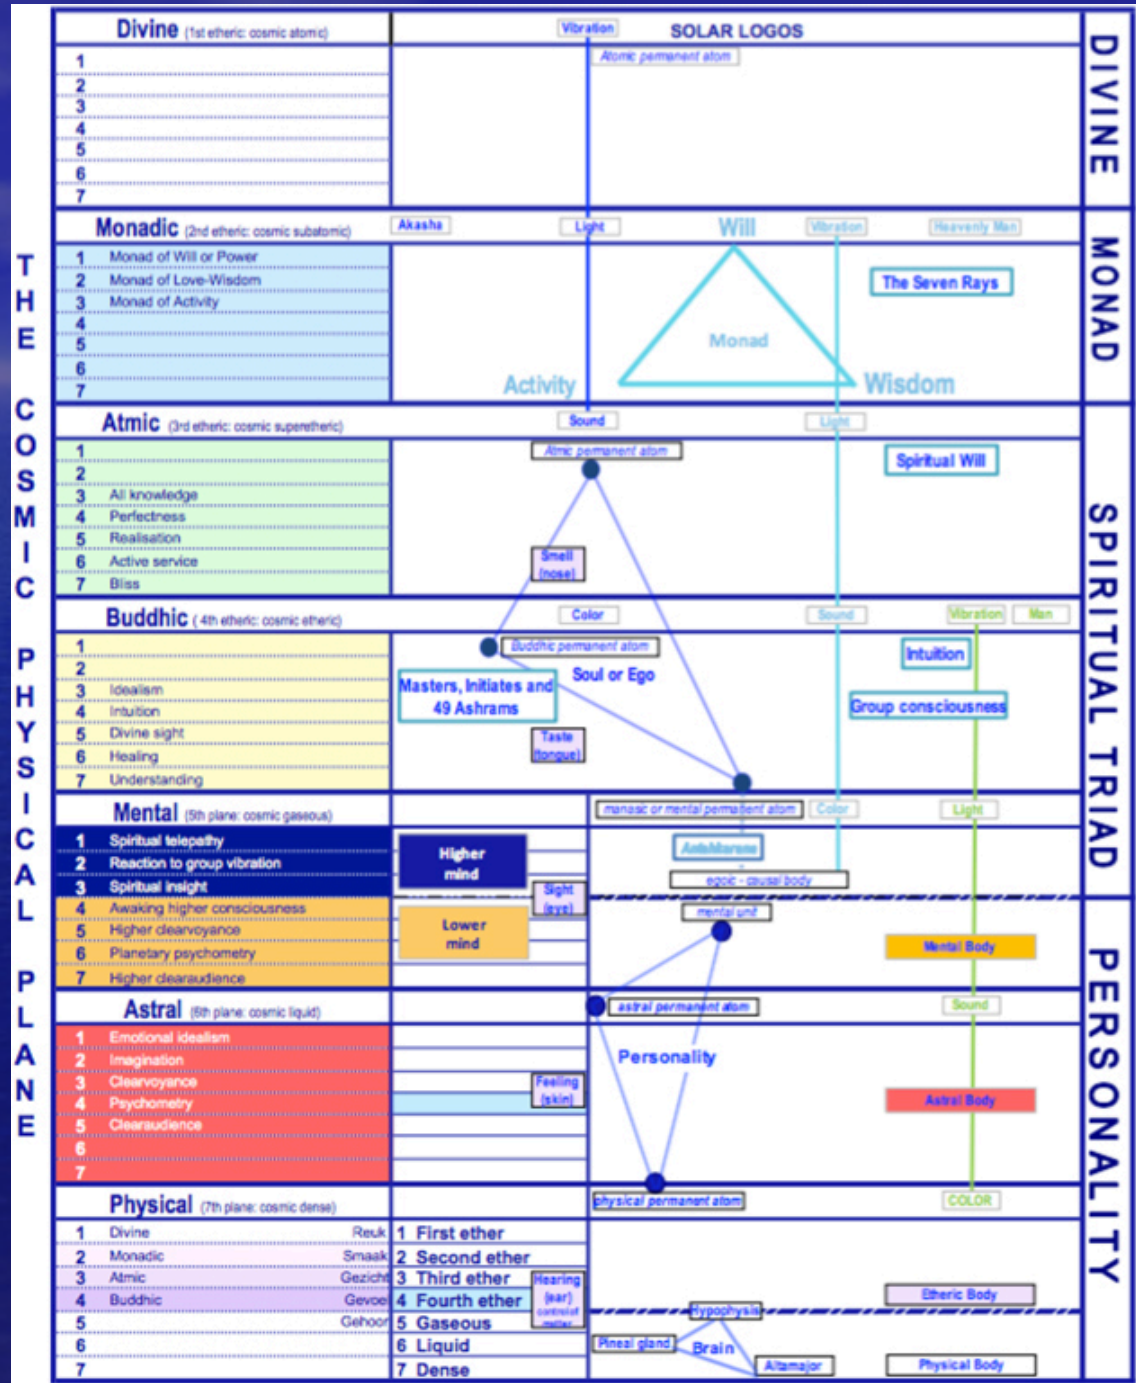 THE COSMIC PHYSICAL PLANE
Divine (1st etheric: cosmic atomic)
Vibration
SOLAR LOGOS
DIVINE
Atomic permanent atom
1
2
3
4
5
6
7
Monadic (2nd etheric: cosmic subatomic)
Akasha
Light
Will
Vibration
Heavenly Man
MONAD
1 Monad of Will or Power
2 Monad of Love-Wisdom
3 Monad of Activity
4
5
6
7
The Seven Rays
Monad
Activity
Wisdom
Atmic (3rd etheric: cosmic superetheric)
Sound
Light
SPIRITUAL TRIAD
1
2
3 All knowledge
4 Perfectness
5 Realisation
6 Active service
7 Bliss
Atmic permanent atom
Spiritual Will
Smell
(nose)
Buddhic ( 4th etheric: cosmic etheric)
Color
Sound
Vibration
Man
1
2
3 Idealism
4 Intuition
5 Divine sight
6 Healing
7 Understanding
Buddhic permanent atom
Intuition
Soul or Ego
Masters, Initiates and
49 Ashrams
Group consciousness
Taste
(tongue)
Mental (5th plane: cosmic gaseous)
manasic or mental permanent atom
Color
Light
1 Spiritual telepathy
2 Reaction to group vibration
3 Spiritual insight
4 Awaking higher consciousness
5 Higher clearvoyance
6 Planetary psychometry
7 Higher clearaudience
Higher
mind
Antahkarana
egoic - causal body
Sight
(eye)
Lower
mind
mental unit
Mental Body
PERSONALITY
Astral (6th plane: cosmic liquid)
astral permanent atom
Sound
1 Emotional idealism
2 Imagination
3 Clearvoyance
4 Psychometry
5 Clearaudience
6
7
Personality
Feeling
(skin)
Astral Body
Physical (7th plane: cosmic dense)
physical permanent atom
COLOR
1 Divine Reuk 1 First ether
2 Monadic Smaak 2 Second ether
3 Atmic Gezicht 3 Third ether
4 Buddhic Gevoel 4 Fourth ether
5 Gehoor 5 Gaseous
6 6 Liquid
7 7 Dense
Hearing
(ear)
Etheric Body
Hypophysis
Pineal gland
Brain
Altamajor
Physical Body